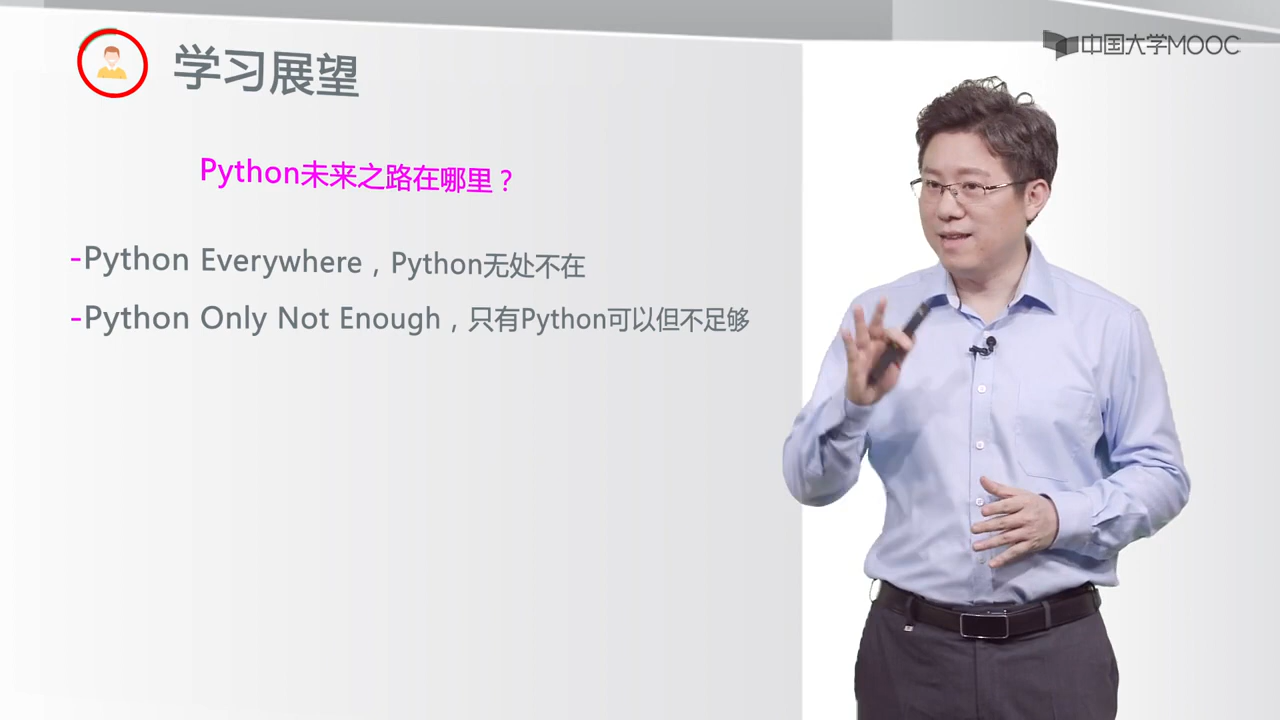 学习展望
中国大学MOOC
Python未来之路在哪里？
-Python Everywhere，Python无处不在
-Python Only Not Enough，只有Python可以但不足够